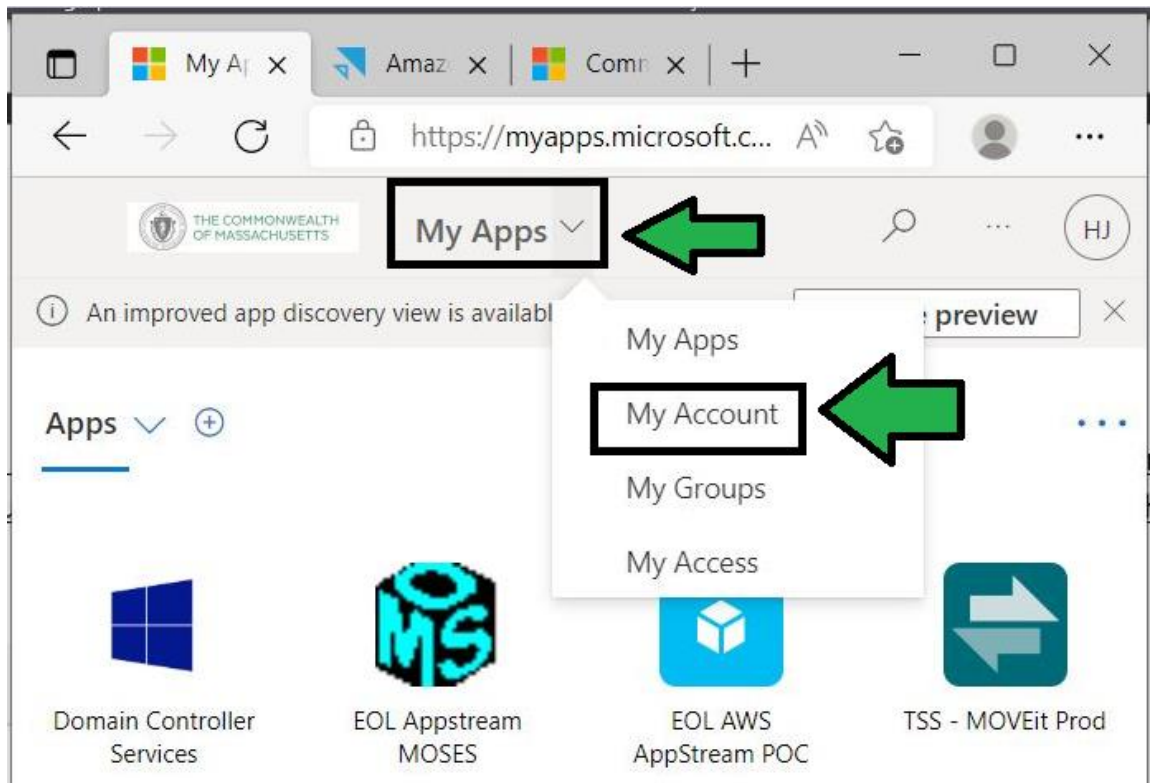 My A
Amaz
Com
https://myapps.microsoft.c...
THE COMMONWEALTH
OF MASSACHUSETTS
My Apps
HJ
An improved app discovery view is availabl
preview
My Apps
My Account
My Groups
My Access
Apps
OMS
Domain Controller
Services
EOL Appstream
MOSES
EOL AWS
AppStream POC
TSS - MOVEit Prod